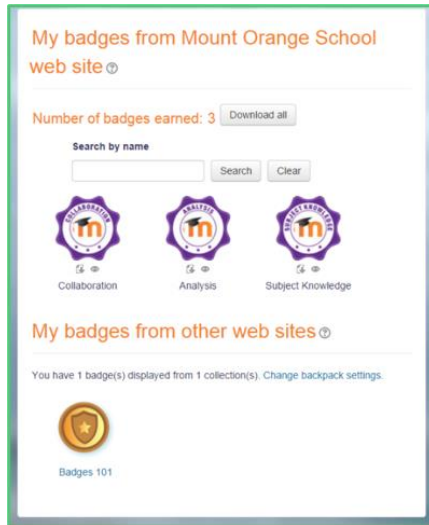 My badges from Mount Orange School
web site
Number of badges earned: 3 Download all
Search by name
Search Clear
COLLABORATION
m
ANALYSIS
m
SUBJECT KNOWLEDGE
m
Collaboration Analysis Subject Knowledge
My badges from other web sites
You have 1 badge(s) displayed from 1 collection(s). Change backpack settings.
Badges 101